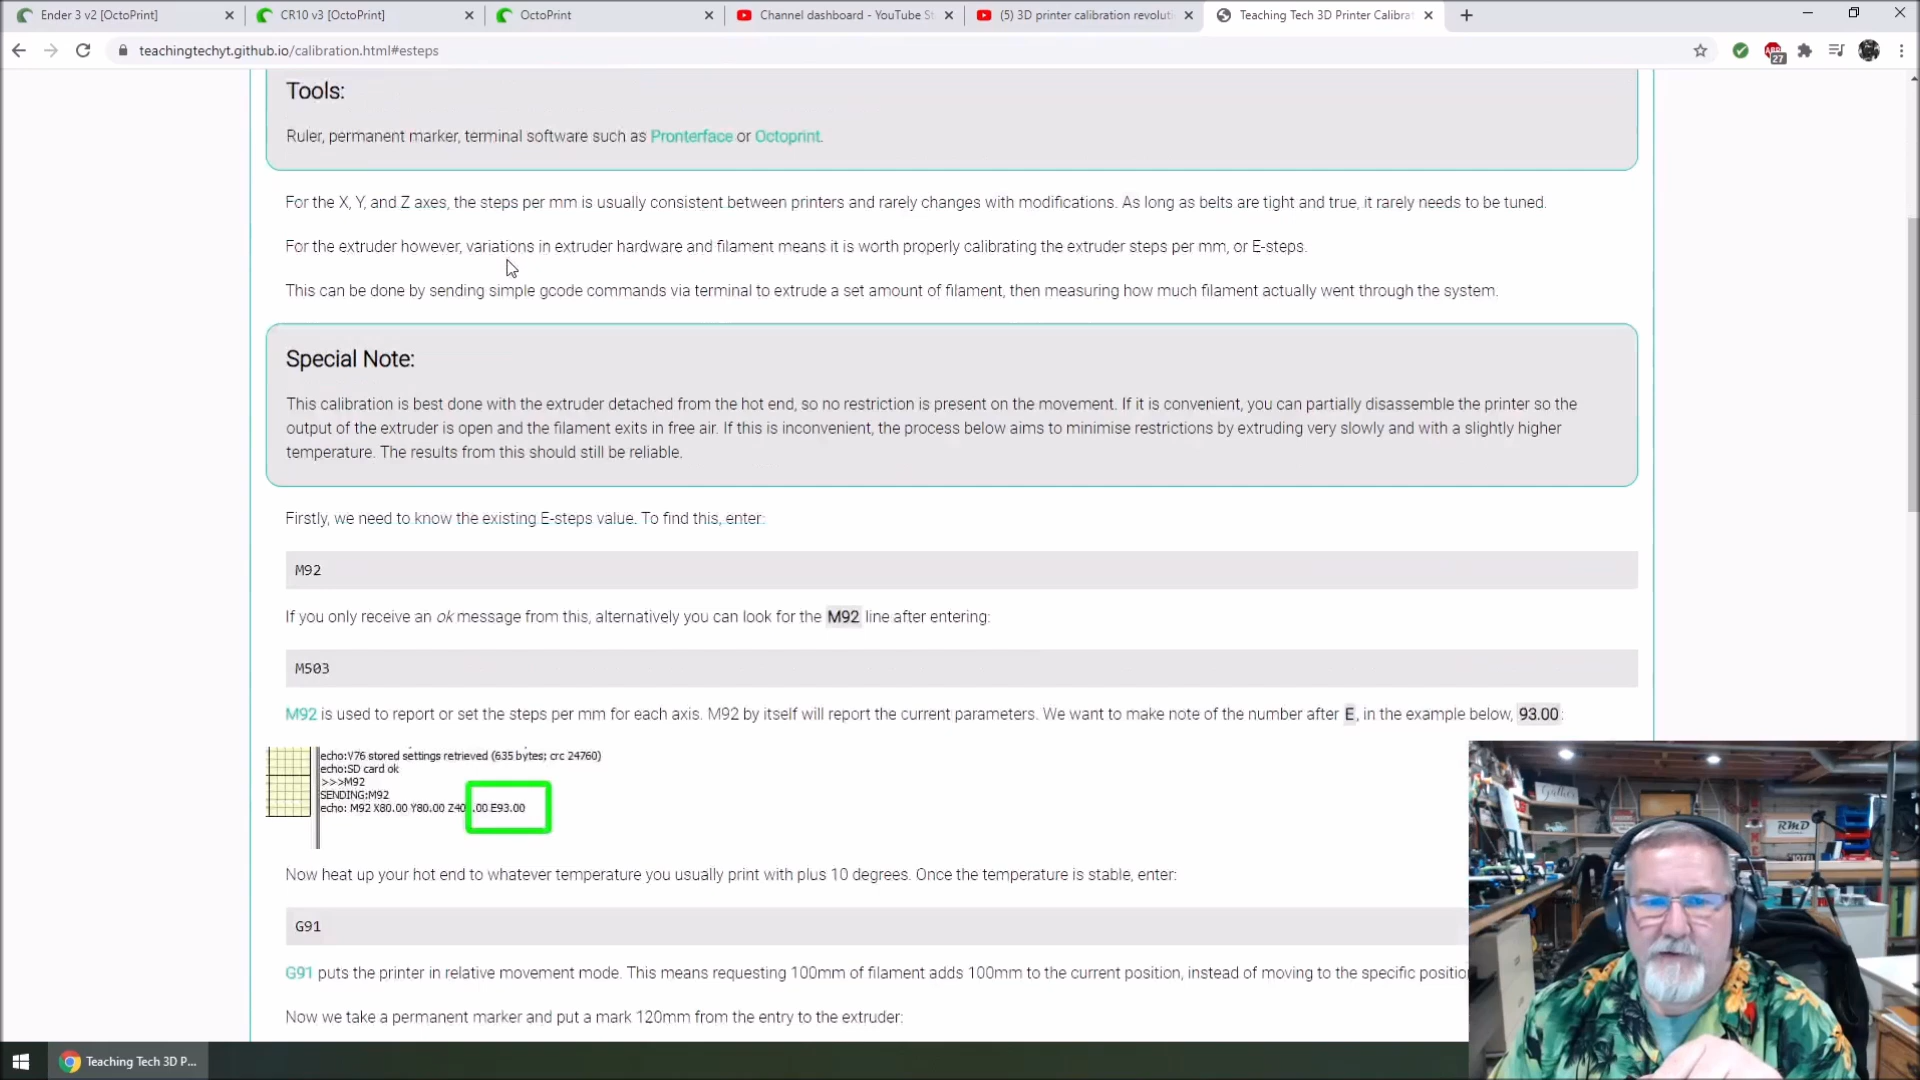 Ender 3 v2 [OctoPrint]
CR10 v3 [OctoPrint]
OctoPrint
Channel dashboard - YouTube St
(5) 3D printer calibration revoluti
Teaching Tech 3D Printer Calibrat
teachingtechyt.github.io/calibration.html#esteps
ABP
27
Tools:
Ruler, permanent marker, terminal software such as Pronterface or Octoprint.
For the X, Y, and Z axes, the steps per mm is usually consistent between printers and rarely changes with modifications. As long as belts are tight and true, it rarely needs to be tuned.
For the extruder however, variations in extruder hardware and filament means it is worth properly calibrating the extruder steps per mm, or E-steps.
This can be done by sending simple gcode commands via terminal to extrude a set amount of filament, then measuring how much filament actually went through the system.
Special Note:
This calibration is best done with the extruder detached from the hot end, so no restriction is present on the movement. If it is convenient, you can partially disassemble the printer so the
output of the extruder is open and the filament exits in free air. If this is inconvenient, the process below aims to minimise restrictions by extruding very slowly and with a slightly higher
temperature. The results from this should still be reliable.
Firstly, we need to know the existing E-steps value. To find this, enter:
M92
If you only receive an ok message from this, alternatively you can look for the M92 line after entering:
M503
M92 is used to report or set the steps per mm for each axis. M92 by itself will report the current parameters. We want to make note of the number after E, in the example below, 93.00:
echo:V76 stored settings retrieved (635 bytes; crc 24760)
echo:SD card ok
>>>M92
SENDING:M92
echo: M92 X80.00 Y80.00 Z40 .00 E93.00
Now heat up your hot end to whatever temperature you usually print with plus 10 degrees. Once the temperature is stable, enter:
G91
G91 puts the printer in relative movement mode. This means requesting 100mm of filament adds 100mm to the current position, instead of moving to the specific positio
Now we take a permanent marker and put a mark 120mm from the entry to the extruder:
Gather
RMD
Teaching Tech 3D P...